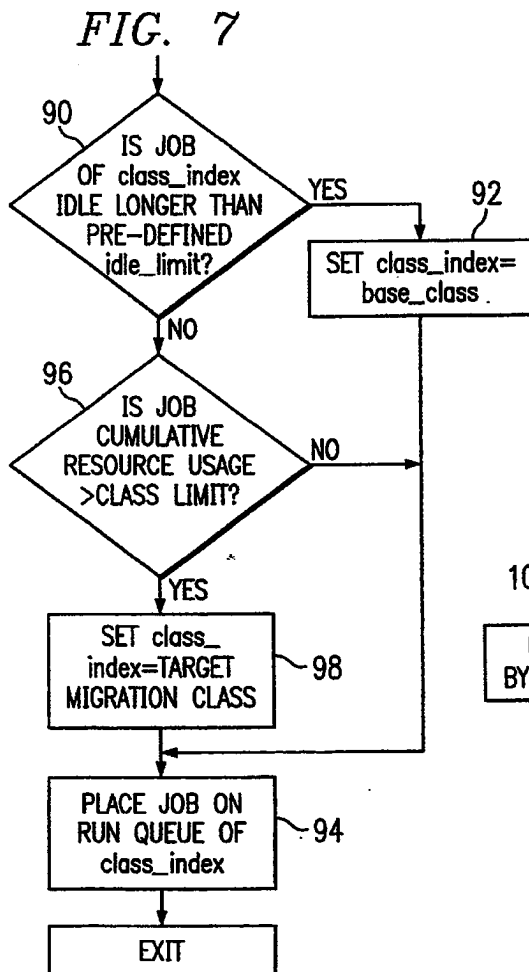 FIG. 7
90
IS JOB
OF class_index
IDLE LONGER THAN
PRE-DEFINED
idle_limit?
YES
92
SET class_index=
base_class
NO
96
IS JOB
CUMULATIVE
RESOURCE USAGE
>CLASS LIMIT?
NO
YES
10
SET class_
index=TARGET
MIGRATION CLASS
98
BY
PLACE JOB ON
RUN QUEUE OF
class_index
94
EXIT